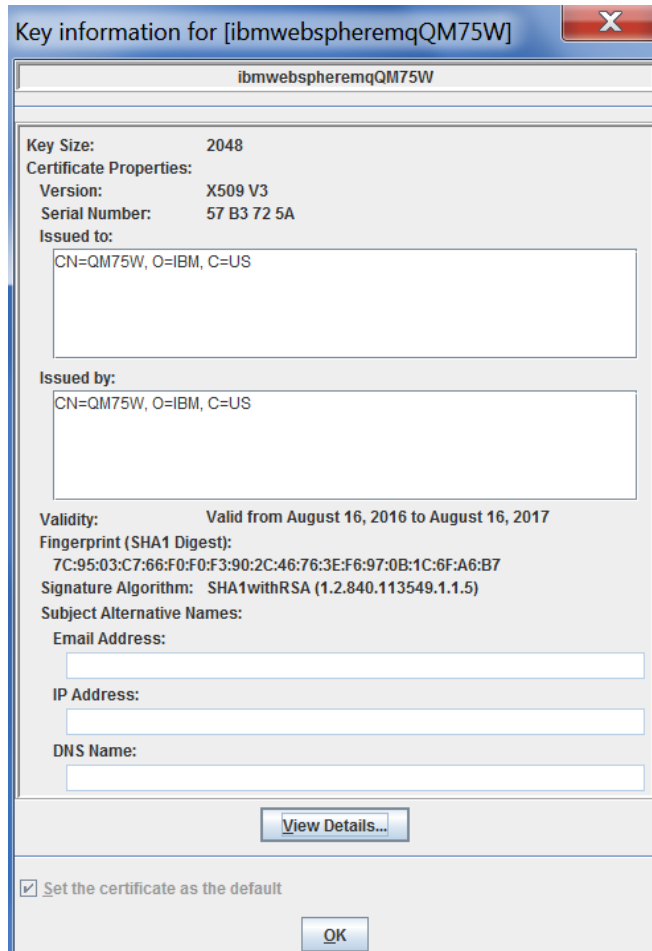 Key information for [ibmwebspheremqQM75W]
X
ibmwebspheremqQM75W
Key Size: 2048
Certificate Properties:
Version: X509 V3
Serial Number: 57 B3 72 5A
Issued to:
CN=QM75W, O=IBM, C=US
Issued by:
CN=QM75W, O=IBM, C=US
Validity: Valid from August 16, 2016 to August 16, 2017
Fingerprint (SHA1 Digest):
7C:95:03:C7:66:F0:F0:F3:90:2C:46:76:3E:F6:97:0B:1C:6F:A6:B7
Signature Algorithm: SHA1withRSA (1.2.840.113549.1.1.5)
Subject Alternative Names:
Email Address:
IP Address:
DNS Name:
View Details...
Set the certificate as the default
OK